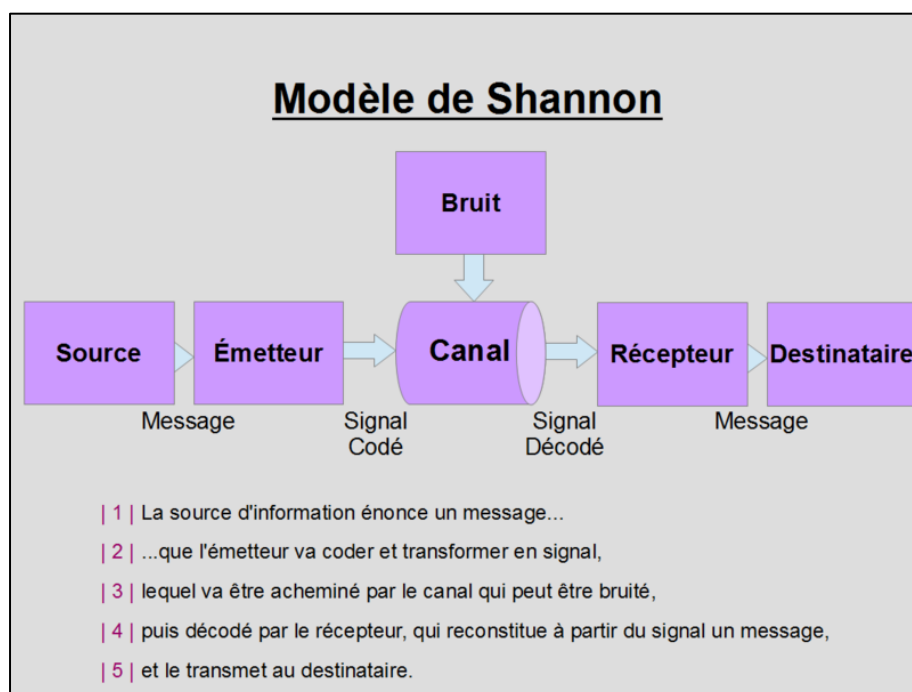 Modèle de Shannon
Bruit
Source
Émetteur
Canal
Récepteur
Destinataire
Message
Signal
Codé
Signal
Décodé
Message
| 1 | La source d'information énonce un message...
| 2 | ...que l'émetteur va coder et transformer en signal,
| 3 | lequel va être acheminé par le canal qui peut être bruité,
| 4 | puis décodé par le récepteur, qui reconstitue à partir du signal un message,
| 5 | et le transmet au destinataire.